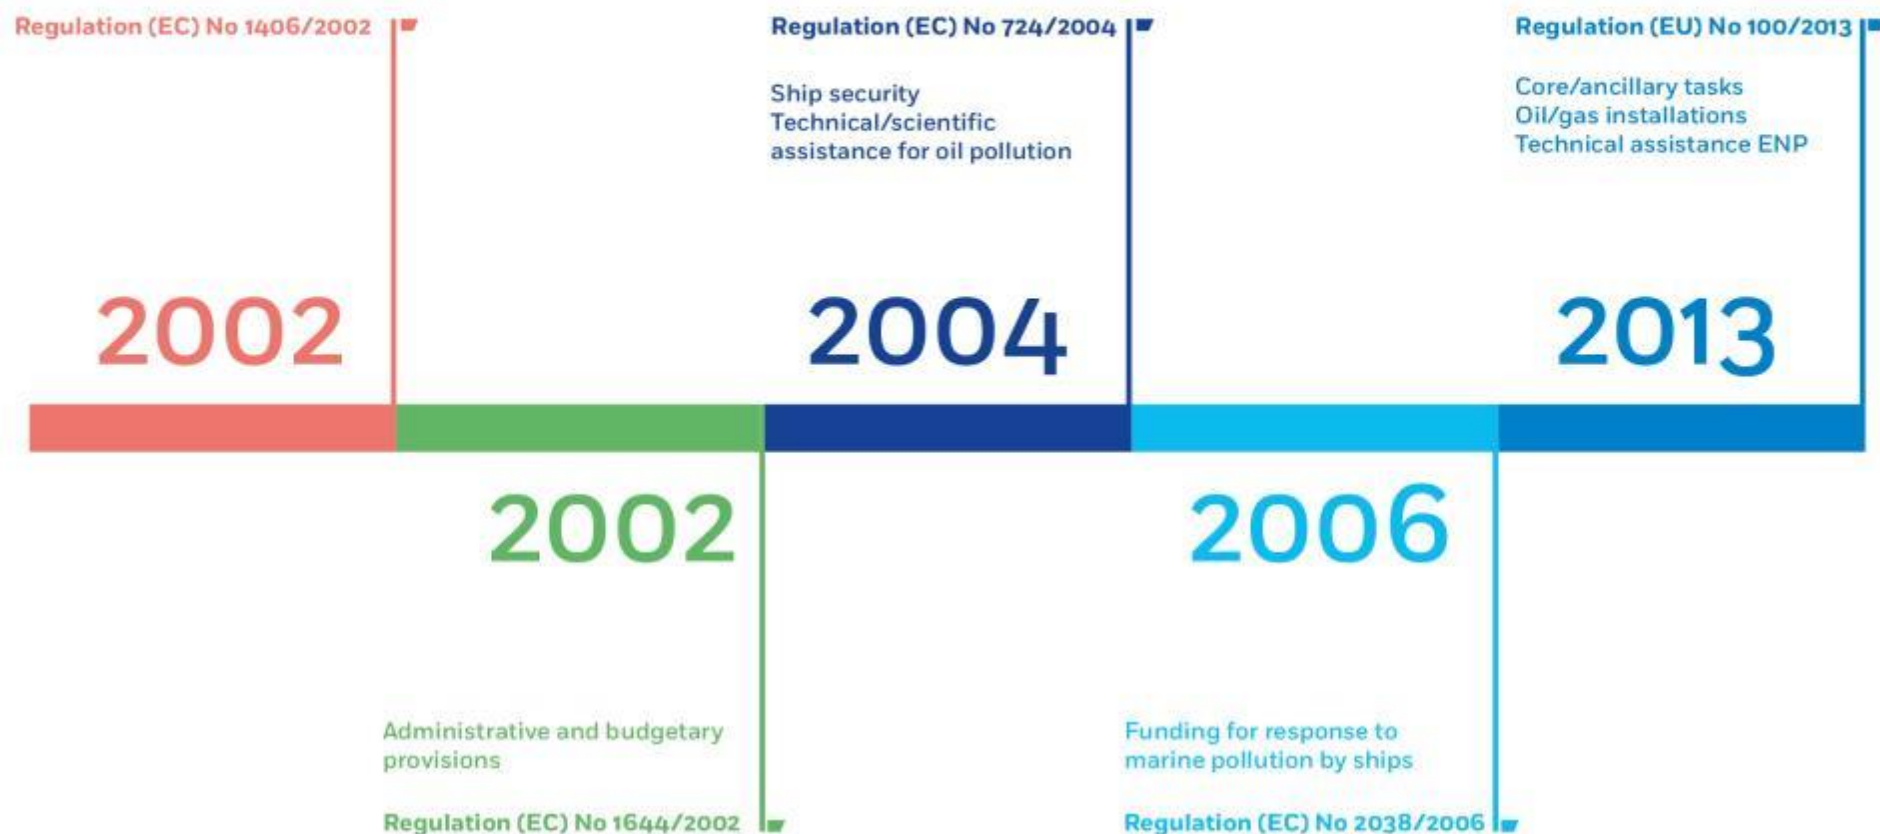 Regulation (EC) No 1406/2002
2002
Regulation (EC) No 724/2004
Ship security
Technical/scientific
assistance for oil pollution
2004
Regulation (EU) No 100/2013
Core/ancillary tasks
Oil/gas installations
Technical assistance ENP
2013
2002
Administrative and budgetary
provisions
Regulation (EC) No 1644/2002
2006
Funding for response to
marine pollution by ships
Regulation (EC) No 2038/2006